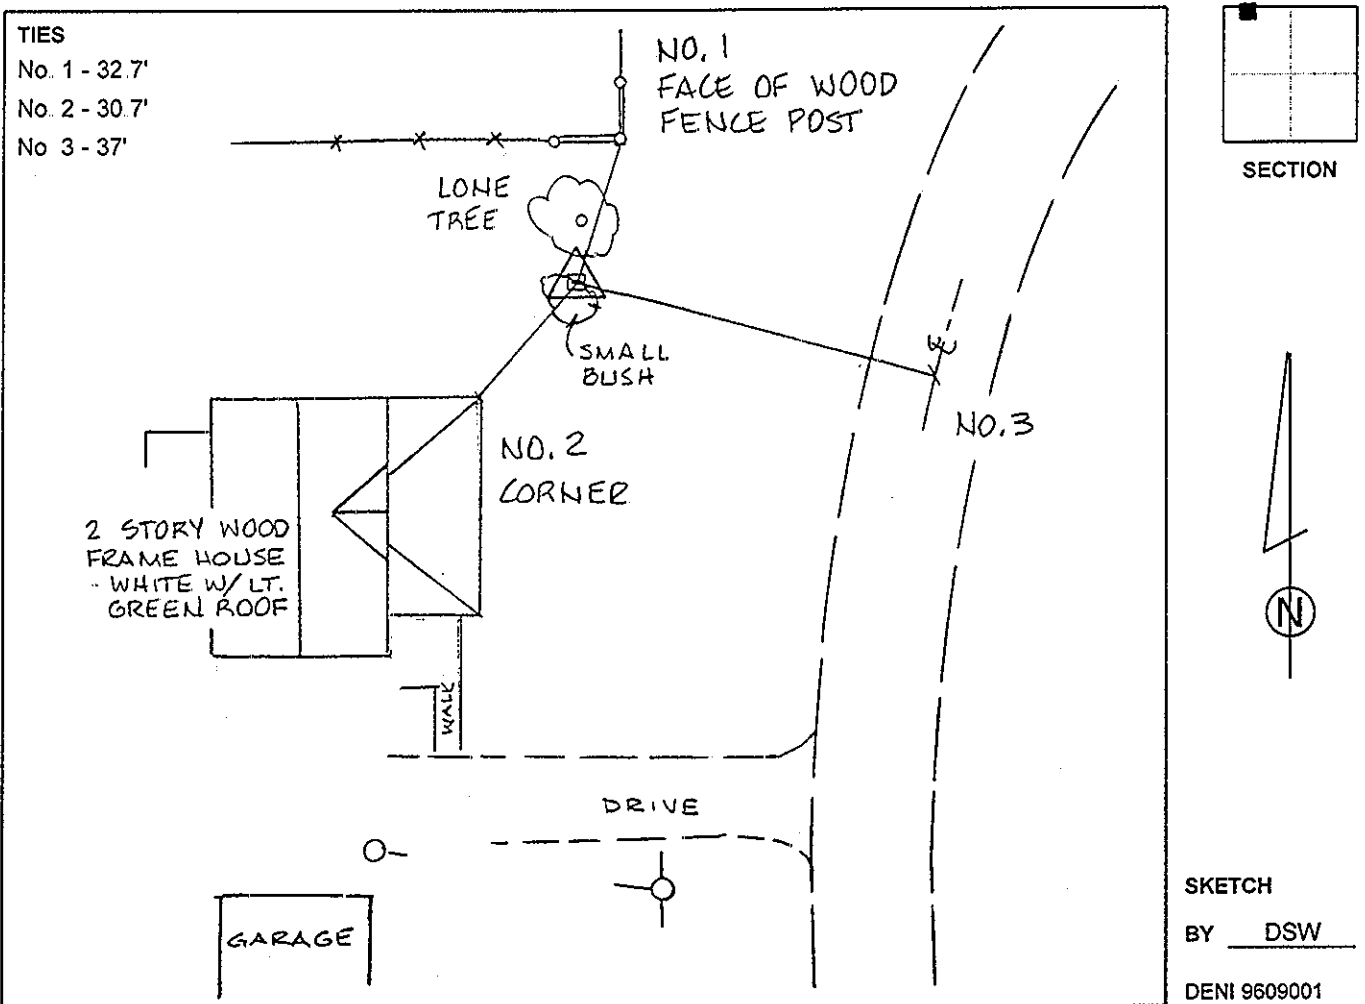 TIES
No. 1 - 32.7'
No. 2 - 30.7'
No 3 - 37'
NO. 1
FACE OF WOOD
FENCE POST
SECTION
LONE
TREE
SMALL
BUSH
NO. 3
NO. 2
CORNER
2 STORY WOOD
FRAME HOUSE
WHITE W/ LT.
GREEN ROOF
N
WALK
DRIVE
GARAGE
SKETCH
BY DSW
DENI 9609001